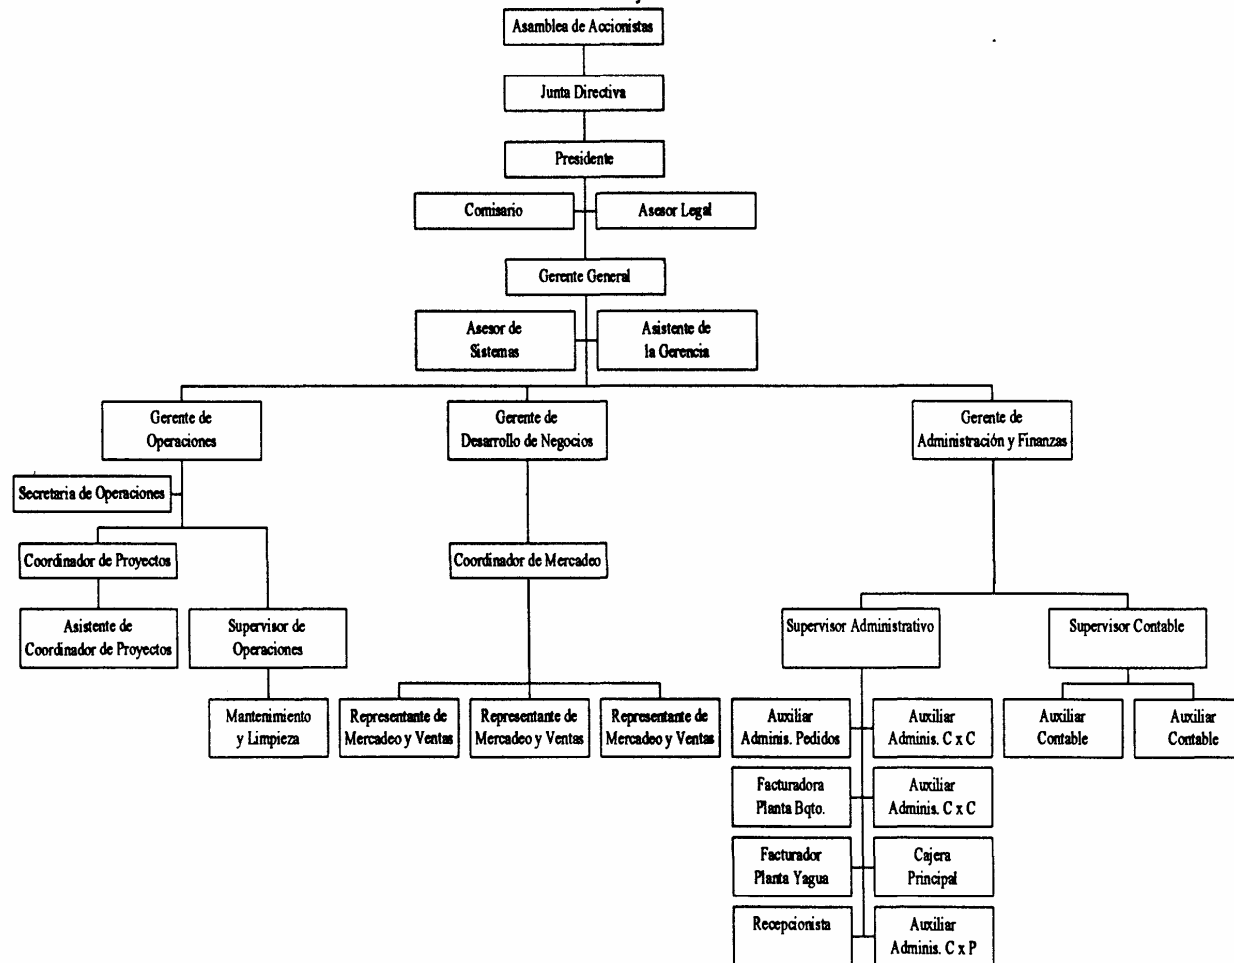 Asamblea de Accionistas
Junta Directiva
Presidente
Comisario
Asesor Legal
Gerente General
Asesor de
Sistemas
Asistente de
la Gerencia
Gerente de
Operaciones
Gerente de
Desarrollo de Negocios
Gerente de
Administración y Finanzas
Secretaria de Operaciones
Coordinador de Proyectos
Coordinador de Mercadeo
Asistente de
Coordinador de Proyectos
Supervisor de
Operaciones
Supervisor Administrativo
Supervisor Contable
Mantenimiento
y Limpieza
Representante de
Mercadeo y Ventas
Representante de
Mercadeo y Ventas
Representante de
Mercadeo y Ventas
Auxiliar
Adminis. Pedidos
Auxiliar
Adminis. C x C
Auxiliar
Contable
Auxiliar
Contable
Facturadora
Planta Bqto.
Auxiliar
Adminis. C x C
Facturador
Planta Yagua
Cajera
Principal
Recepcionista
Auxiliar
Adminis. C x P